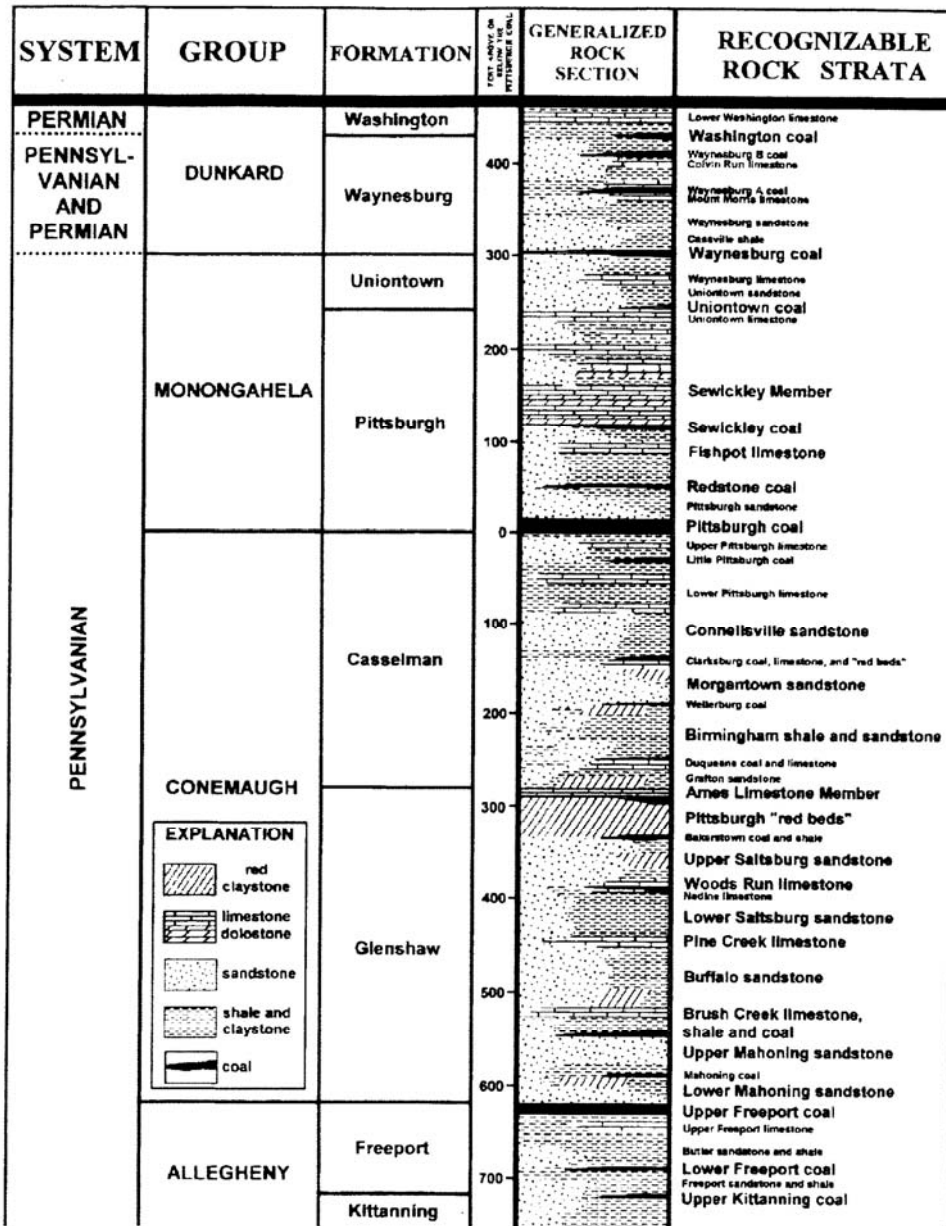 SYSTEM
GROUP
FORMATION
FEET ABOVE OR
BELOW THE
PITTSBURGH COAL
GENERALIZED
ROCK
SECTION
RECOGNIZABLE
ROCK STRATA
PERMIAN
PENNSYL-
VANIAN
AND
PERMIAN
PENNSYLVANIAN
DUNKARD
MONONGAHELA
CONEMAUGH
ALLEGHENY
EXPLANATION
red
claystone
limestone
dolostone
sandstone
shale and
claystone
coal
Washington
Waynesburg
Uniontown
Pittsburgh
Casselman
Glenshaw
Freeport
Kittanning
400
300
200
100
0
100
200
300
400
500
600
700
Lower Washington limestone
Washington coal
Waynesburg B coal
Colvin Run limestone
Waynesburg A coal
Mount Morris limestone
Waynesburg sandstone
Cassville shale
Waynesburg coal
Waynesburg limestone
Uniontown sandstone
Uniontown coal
Uniontown limestone
Sewickley Member
Sewickley coal
Fishpot limestone
Redstone coal
Pittsburgh sandstone
Pittsburgh coal
Upper Pittsburgh limestone
Little Pittsburgh coal
Lower Pittsburgh limestone
Connellsville sandstone
Clarksburg coal, limestone, and "red beds"
Morgantown sandstone
Wellerburg coal
Birmingham shale and sandstone
Duquesne coal and limestone
Grafton sandstone
Ames Limestone Member
Pittsburgh "red beds"
Bakerstown coal and shale
Upper Saltsburg sandstone
Woods Run limestone
Nadine limestone
Lower Saltsburg sandstone
Pine Creek limestone
Buffalo sandstone
Brush Creek limestone,
shale and coal
Upper Mahoning sandstone
Mahoning coal
Lower Mahoning sandstone
Upper Freeport coal
Upper Freeport limestone
Butler sandstone and shale
Lower Freeport coal
Freeport sandstone and shale
Upper Kittanning coal